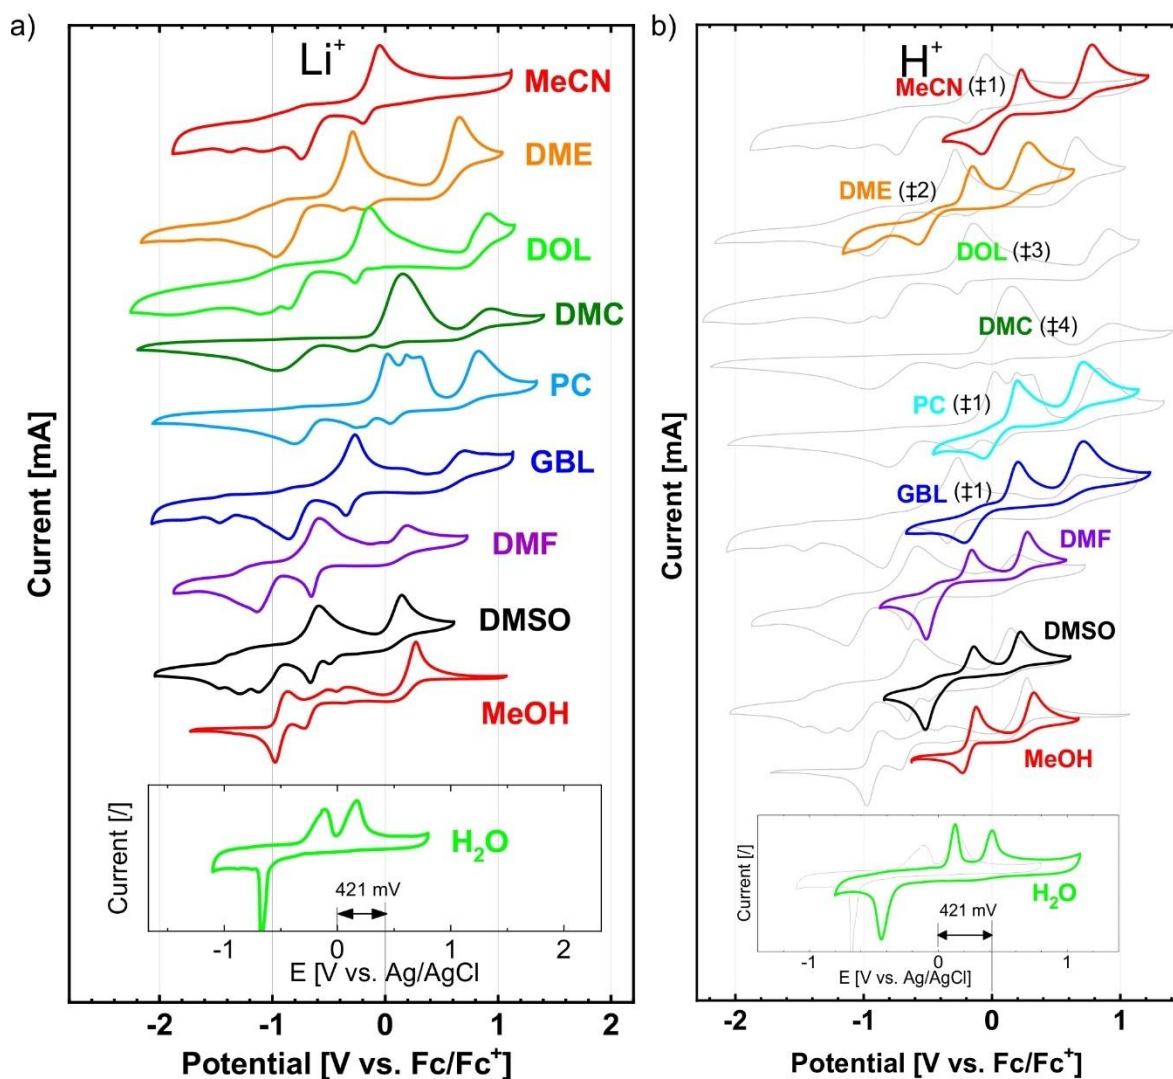 a)
Li+
MeCN
DME
DOL
DMC
PC
GBL
DMF
DMSO
MeOH
Current [mA]
Current [/]
H2O
421 mV
-1 0 1 2
E [V vs. Ag/AgCl
-2 -1 0 1 2
Potential [V vs. Fc/Fc+]
b)
H+
MeCN (‡1)
DME (‡2)
DOL (‡3)
DMC (‡4)
PC (‡1)
GBL (‡1)
DMF
DMSO
MeOH
Current [mA]
Current [/]
H2O
421 mV
-1 0 1
E [V vs. Ag/AgCl]
-2 -1 0 1
Potential [V vs. Fc/Fc+]